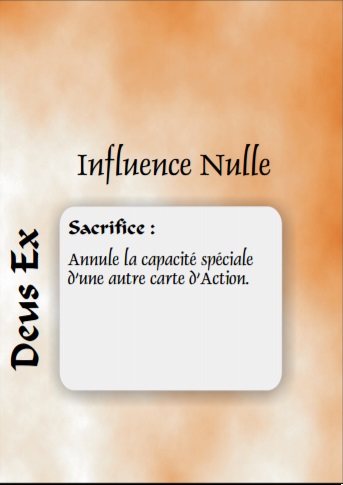 Influence Nulle
Deus Ex
Sacrifice :
Annule la capacité spéciale
d'une autre carte d'Action.